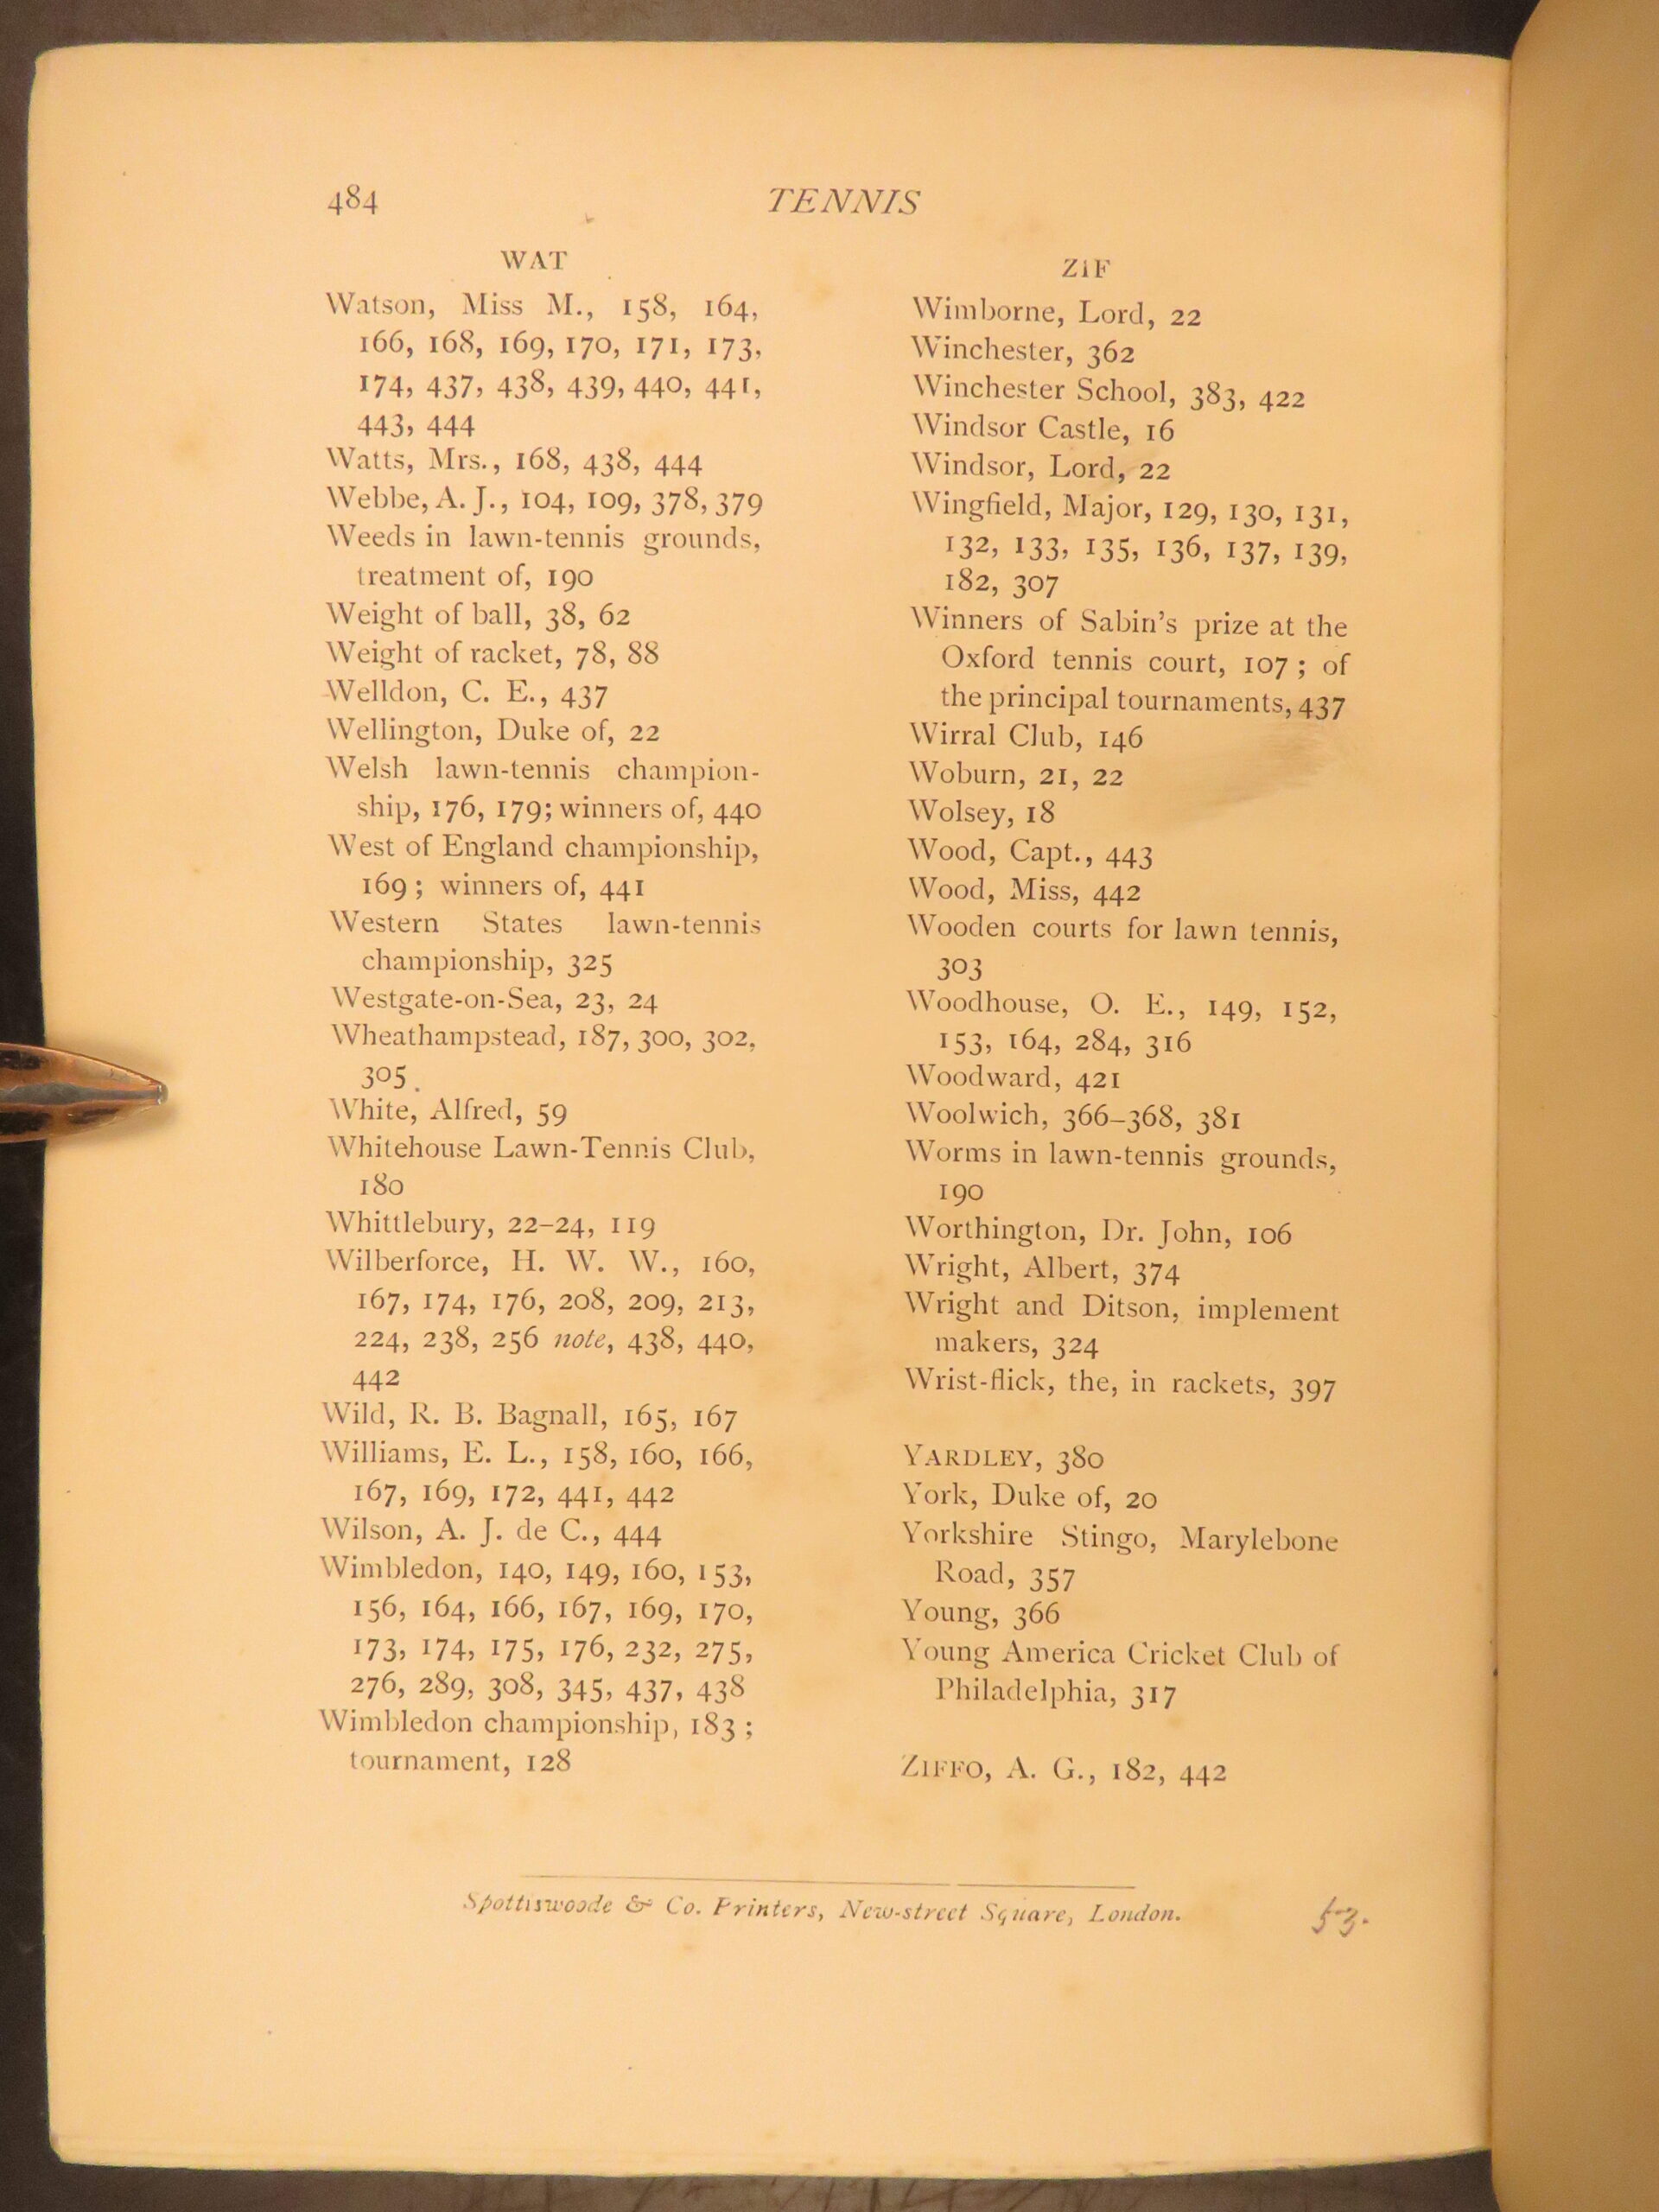 484
TENNIS
WAT
Watson, Miss M., 158, 164,
166, 168, 169, 170, 171, 173,
174, 437, 438, 439, 440, 441,
443, 444
Watts, Mrs., 168, 438, 444
Webbe, A. J., 104, 109, 378, 379
Weeds in lawn-tennis grounds,
treatment of, 190
Weight of ball, 38, 62
Weight of racket, 78, 88
Welldon, C. E., 437
Wellington, Duke of, 22
Welsh lawn-tennis champion-
ship, 176, 179; winners of, 440
West of England championship,
169; winners of, 441
Western States lawn-tennis
championship, 325
Westgate-on-Sea, 23, 24
Wheathampstead, 187, 300, 302,
305.
White, Alfred, 59
Whitehouse Lawn-Tennis Club,
180
Whittlebury, 22–24, 119
Wilberforce, H. W. W., 160,
167, 174, 176, 208, 209, 213,
224, 238, 256 note, 438, 440,
442
Wild, R. B. Bagnall, 165, 167
Williams, E. L., 158, 160, 166,
167, 169, 172, 441, 442
Wilson, A. J. de C., 444
Wimbledon, 140, 149, 160, 153,
156, 164, 166, 167, 169, 170,
173, 174, 175, 176, 232, 275,
276, 289, 308, 345, 437, 438
Wimbledon championship, 183;
tournament, 128
ZIF
Wimborne, Lord, 22
Winchester, 362
Winchester School, 383, 422
Windsor Castle, 16
Windsor, Lord, 22
Wingfield, Major, 129, 130, 131,
132, 133, 135, 136, 137, 139,
182, 307
Winners of Sabin's prize at the
Oxford tennis court, 107; of
the principal tournaments, 437
Wirral Club, 146
Woburn, 21, 22
Wolsey, 18
Wood, Capt., 443
Wood, Miss, 442
Wooden courts for lawn tennis,
303
Woodhouse, O. E., 149, 152,
153, 164, 284, 316
Woodward, 421
Woolwich, 366–368, 381
Worms in lawn-tennis grounds,
190
Worthington, Dr. John, 106
Wright, Albert, 374
Wright and Ditson, implement
makers, 324
Wrist-flick, the, in rackets, 397
YARDLEY, 380
York, Duke of, 20
Yorkshire Stingo, Marylebone
Road, 357
Young, 366
Young America Cricket Club of
Philadelphia, 317
ZIFFO, A. G., 182, 442
Spottiswoode & Co. Printers, New-street Square, London.
53.